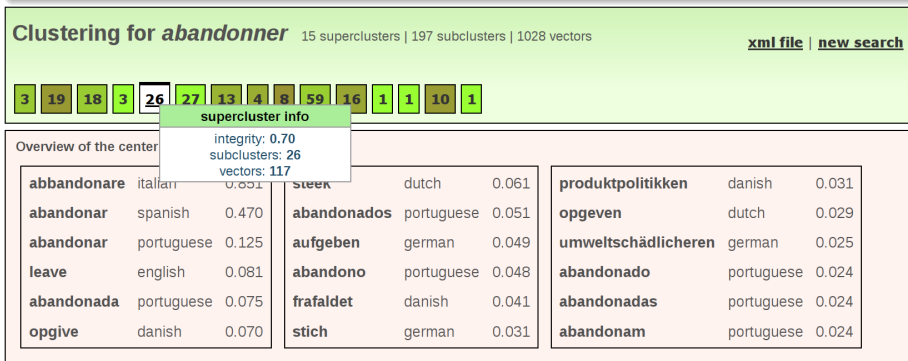 Clustering for abandonner 15 superclusters | 197 subclusters | 1028 vectors
xml file | new search
3 19 18 3 26 27 13 4 8 59 16 1 1 10 1
supercluster info
integrity: 0.70
subclusters: 26
vectors: 117
Overview of the center
abbandonare italian 0.851
abandonar spanish 0.470
abandonar portuguese 0.125
leave english 0.081
abandonada portuguese 0.075
opgive danish 0.070
steek dutch 0.061
abandonados portuguese 0.051
aufgeben german 0.049
abandono portuguese 0.048
frafaldet danish 0.041
stich german 0.031
produktpolitikken danish 0.031
opgeven dutch 0.029
umweltschädlicheren german 0.025
abandonado portuguese 0.024
abandonadas portuguese 0.024
abandonam portuguese 0.024